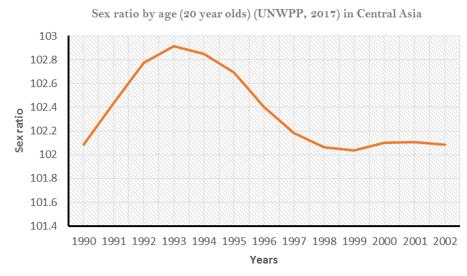 Sex ratio by age (20 year olds) (UNWPP, 2017) in Central Asia
103
102.8
102.6
102.4
102.2
102
101.8
101.6
101.4
Sex ratio
1990 1991 1992 1993 1994 1995 1996 1997 1998 1999 2000 2001 2002
Years